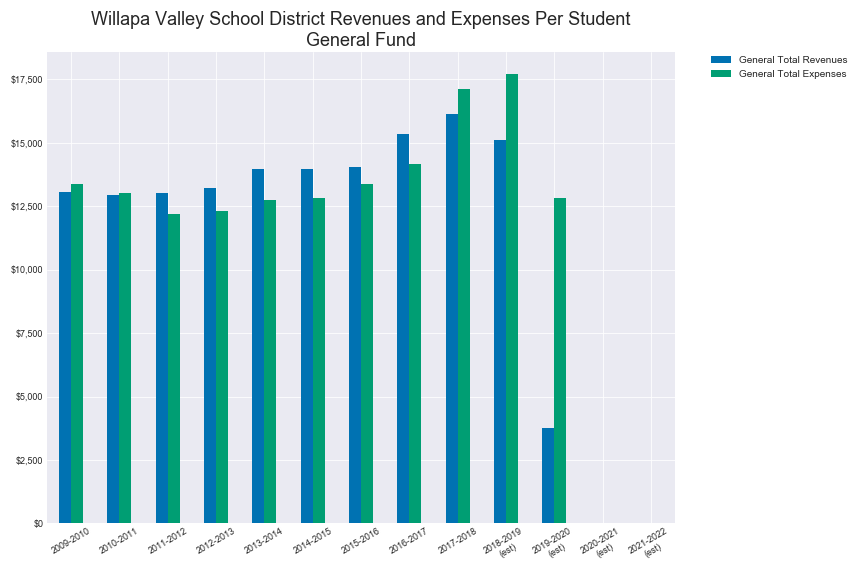 Willapa Valley School District Revenues and Expenses Per Student
General Fund
General Total Revenues
General Total Expenses
$17,500
$15,000
$12,500
$10,000
$7,500
$5,000
$2,500
$0
2009-2010
2010-2011
2011-2012
2012-2013
2013-2014
2014-2015
2015-2016
2016-2017
2017-2018
2018-2019
(est)
2019-2020
(est)
2020-2021
(est)
2021-2022
(est)